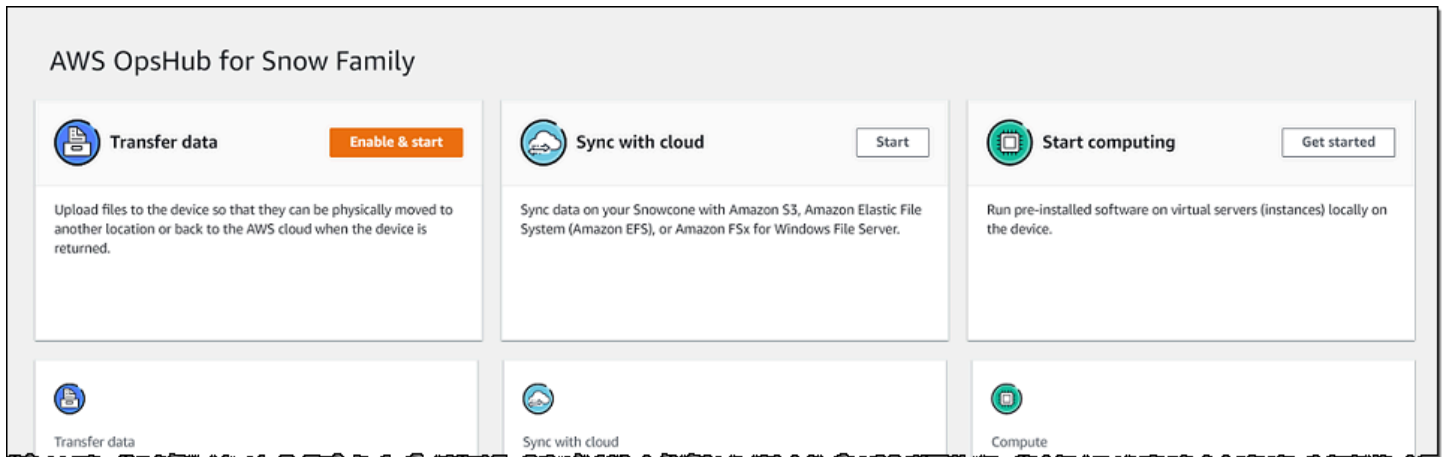 AWS OpsHub for Snow Family
Transfer data
Enable & start
Upload files to the device so that they can be physically moved to
another location or back to the AWS cloud when the device is
returned.
Sync with cloud
Start
Sync data on your Snowcone with Amazon S3, Amazon Elastic File
System (Amazon EFS), or Amazon FSx for Windows File Server.
Start computing
Get started
Run pre-installed software on virtual servers (instances) locally on
the device.
Transfer data
Sync with cloud
Compute